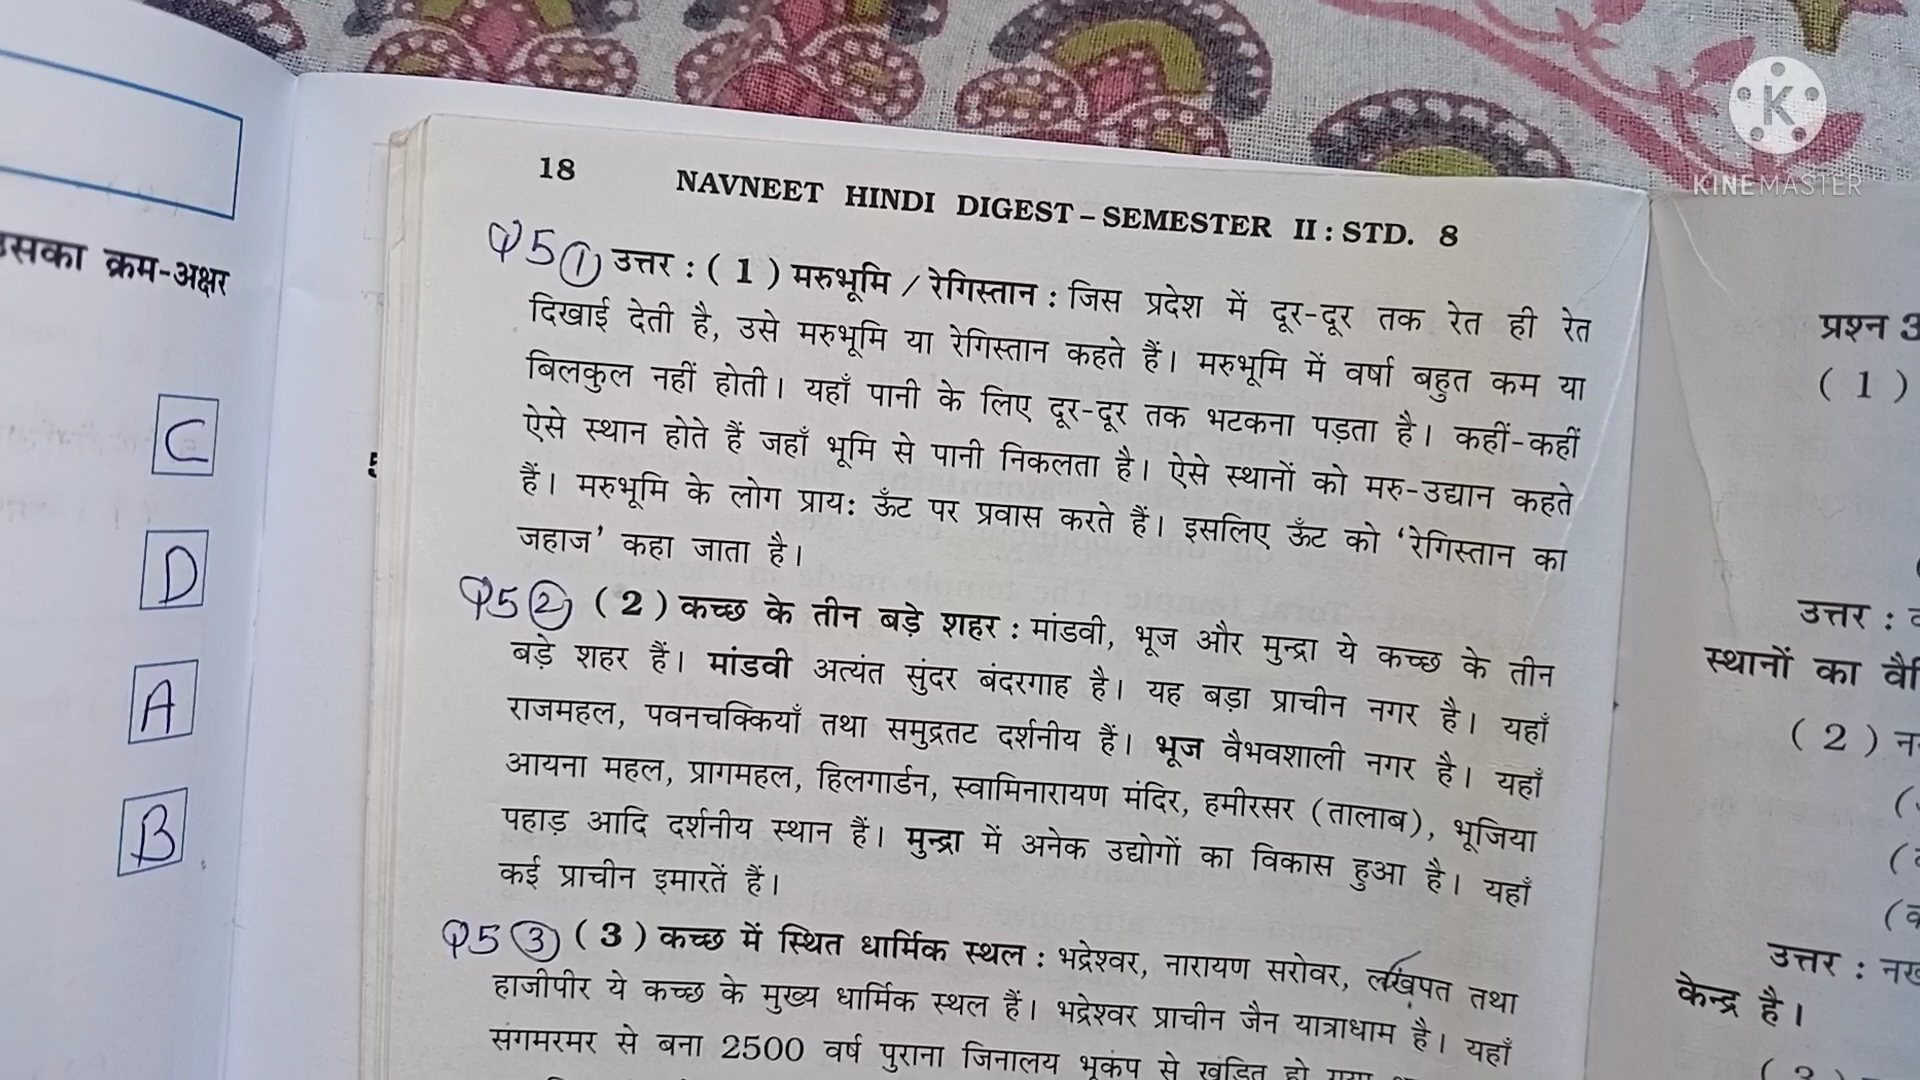 KINEMASTER
सका क्रम-अक्षर
C
D
A
B
18 NAVNEET HINDI DIGEST – SEMESTER II : STD. 8
Q5 1 उत्तर : ( 1 ) मरुभूमि / रेगिस्तान : जिस प्रदेश में दूर-दूर तक रेत ही रेत
दिखाई देती है, उसे मरुभूमि या रेगिस्तान कहते हैं। मरुभूमि में वर्षा बहुत कम या
बिलकुल नहीं होती। यहाँ पानी के लिए दूर-दूर तक भटकना पड़ता है। कहीं-कहीं
ऐसे स्थान होते हैं जहाँ भूमि से पानी निकलता है। ऐसे स्थानों को मरु-उद्यान कहते
हैं। मरुभूमि के लोग प्राय: ऊँट पर प्रवास करते हैं। इसलिए ऊँट को ‘रेगिस्तान का
जहाज’ कहा जाता है।
Q5 2 ( 2 ) कच्छ के तीन बड़े शहर : मांडवी, भूज और मुन्द्रा ये कच्छ के तीन
बड़े शहर हैं। मांडवी अत्यंत सुंदर बंदरगाह है। यह बड़ा प्राचीन नगर है। यहाँ
राजमहल, पवनचक्कियाँ तथा समुद्रतट दर्शनीय हैं। भूज वैभवशाली नगर है। यहाँ
आयना महल, प्रागमहल, हिलगार्डन, स्वामिनारायण मंदिर, हमीरसर (तालाब), भूजिया
पहाड़ आदि दर्शनीय स्थान हैं। मुन्द्रा में अनेक उद्योगों का विकास हुआ है। यहाँ
कई प्राचीन इमारतें हैं।
Q5 3 ( 3 ) कच्छ में स्थित धार्मिक स्थल : भद्रेश्वर, नारायण सरोवर, लखपत तथा
हाजीपीर ये कच्छ के मुख्य धार्मिक स्थल हैं। भद्रेश्वर प्राचीन जैन यात्राधाम है। यहाँ
संगमरमर से बना 2500 वर्ष पुराना जिनालय भूकंप से खंडित हो गया
प्रश्न 3
( 1 )
उत्तर :
स्थानों का
( 2 )
उत्तर :
केन्द्र है।